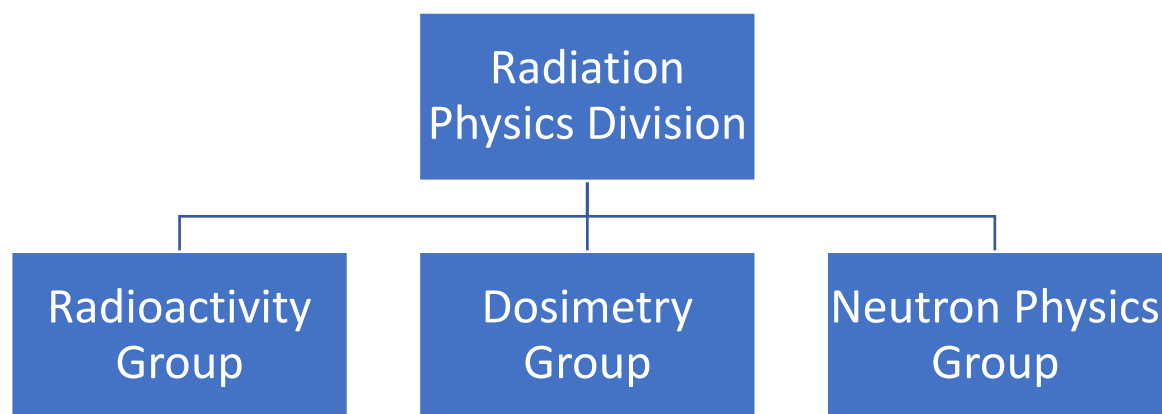 Radiation
Physics Division
Radioactivity
Group
Dosimetry
Group
Neutron Physics
Group